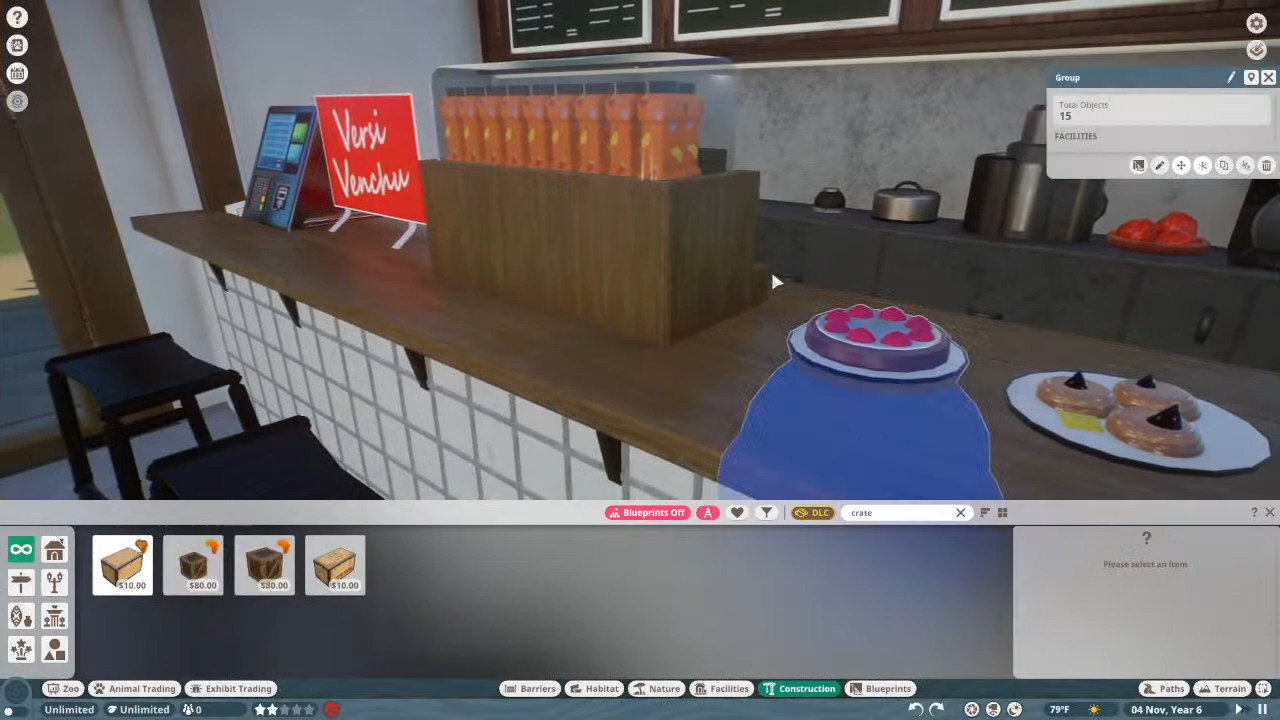 Group
Total Objects
15
FACILITIES
Versi
Venchu
Blueprints Off
DLC
crate
?
$10.00
$80.00
$80.00
$10.00
?
Please select an item
Zoo
Animal Trading
Exhibit Trading
Barriers
Habitat
Nature
Facilities
Construction
Blueprints
Paths
Terrain
Unlimited
Unlimited
0
79°F
04 Nov, Year 6